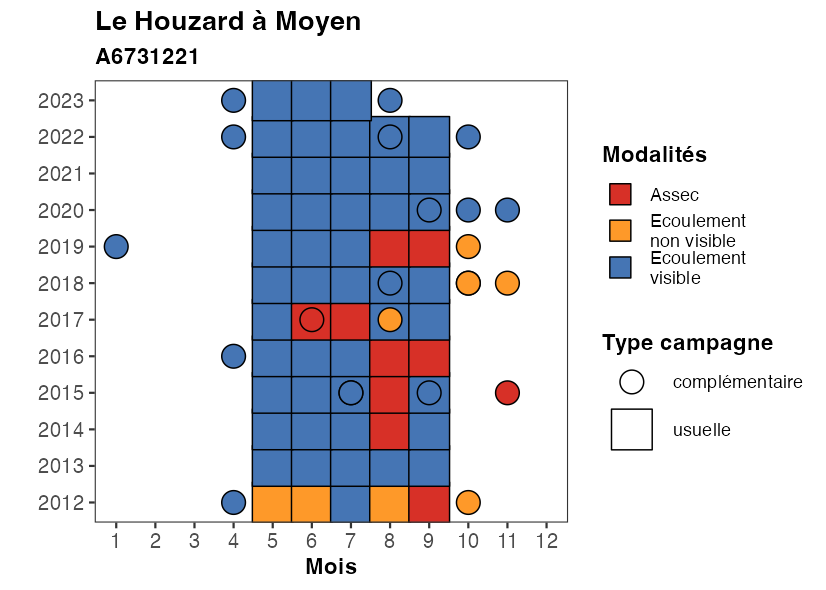 Le Houzard à Moyen
A6731221
2023
2022
2021
2020
2019
2018
2017
2016
2015
2014
2013
2012
1 2 3 4 5 6 7 8 9 10 11 12
Mois
Modalités
Assec
Ecoulement
non visible
Ecoulement
visible
Type campagne
complémentaire
usuelle